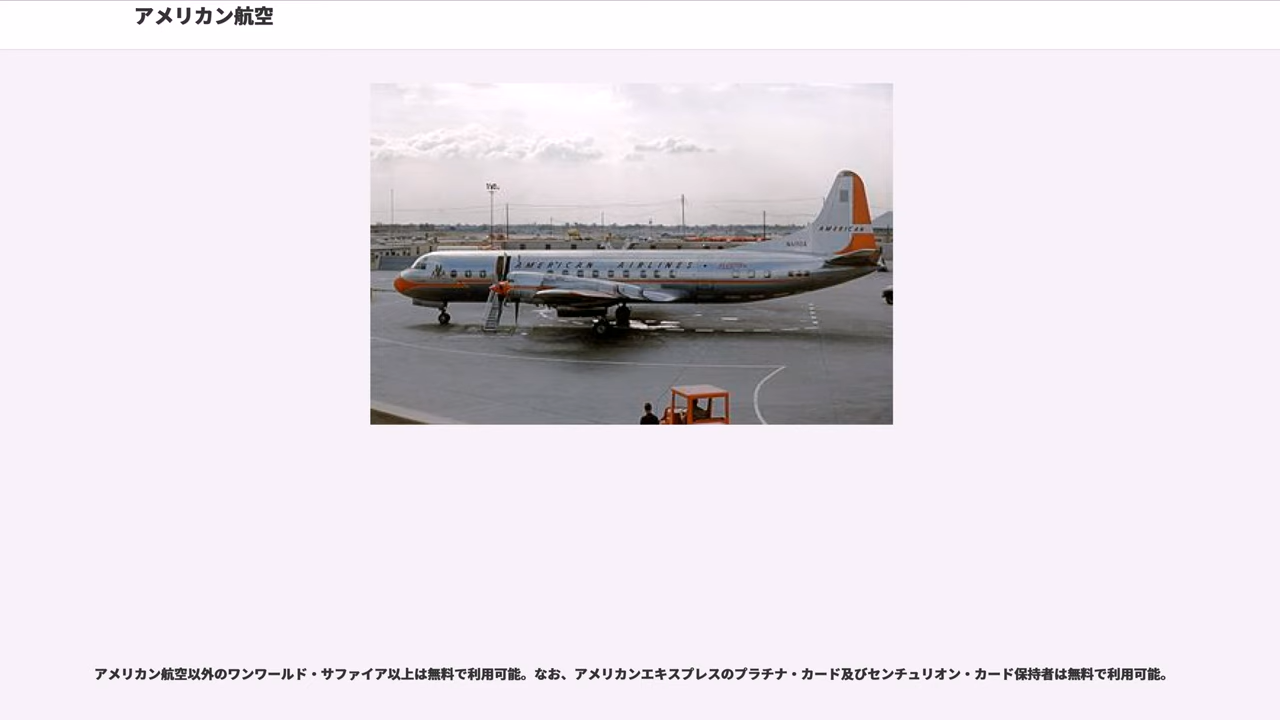 アメリカン航空
AMERICAN
AMERICAN AIRLINES
アメリカン航空以外のワンワールド・サファイア以上は無料で利用可能。なお、アメリカンエキスプレスのプラチナ・カード及びセンチュリオン・カード保持者は無料で利用可能。